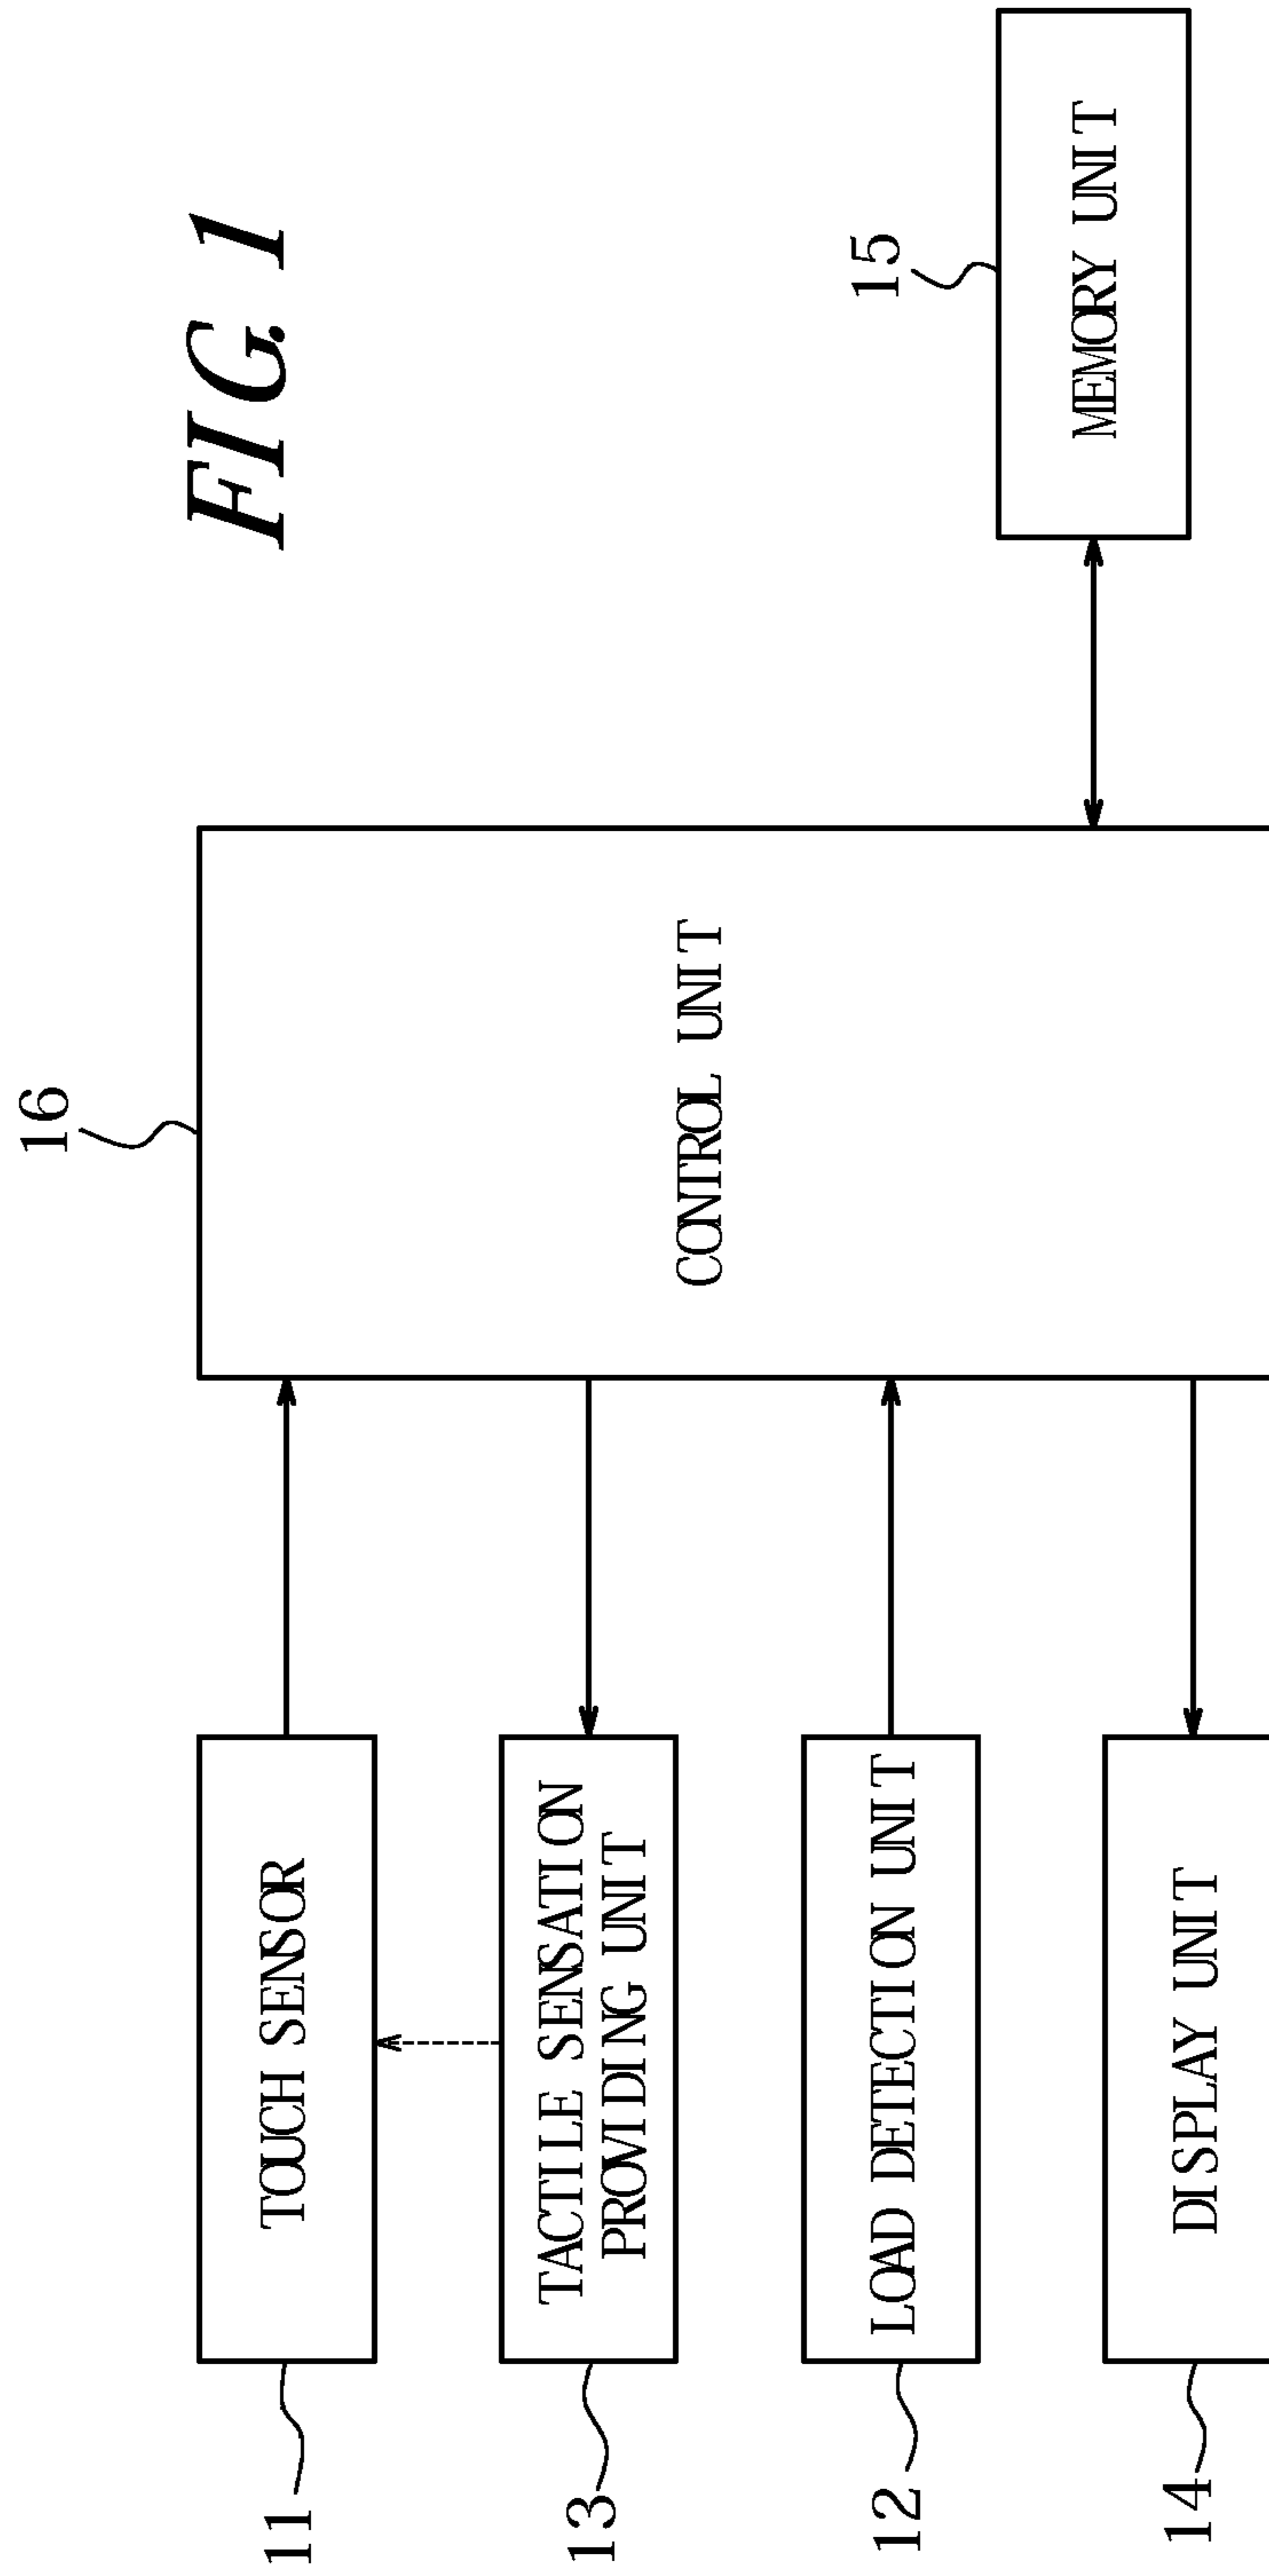 FIG. 1
16
15
11
TOUCH SENSOR
13
TACTILE SENSATION
PROVIDING UNIT
CONTROL UNIT
12
LOAD DETECTION UNIT
14
DISPLAY UNIT
MEMORY UNIT